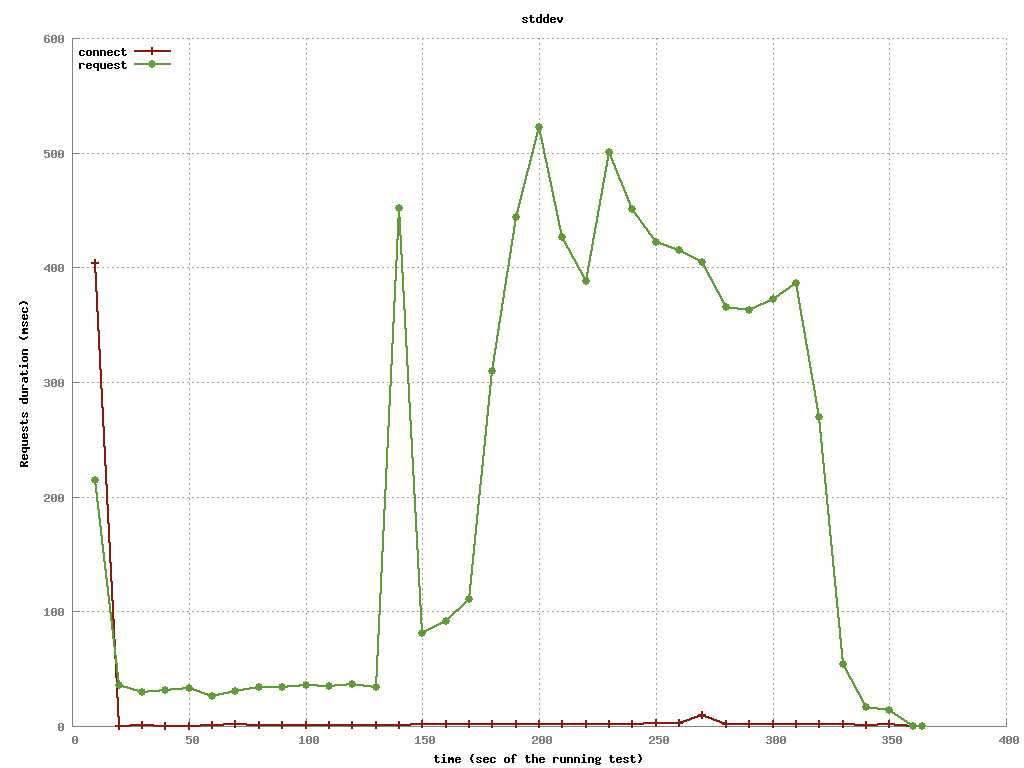 stddev
600
connect
request
500
400
300
200
100
0
Requests duration (msec)
0 50 100 150 200 250 300 350 400
time (sec of the running test)